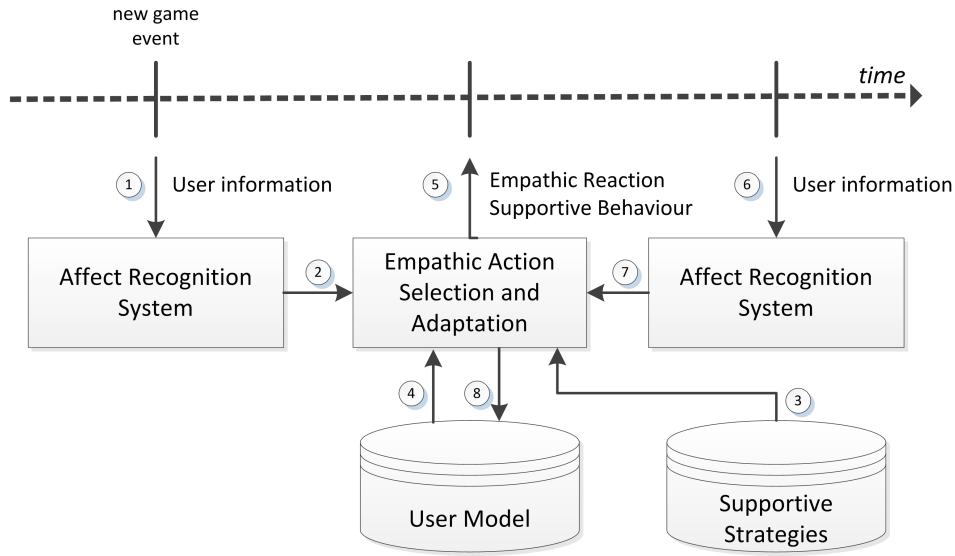 new game
event
time
1
User information
5
Empathic Reaction
Supportive Behaviour
6
User information
Affect Recognition
System
2
Empathic Action
Selection and
Adaptation
7
Affect Recognition
System
4
8
3
User Model
Supportive
Strategies